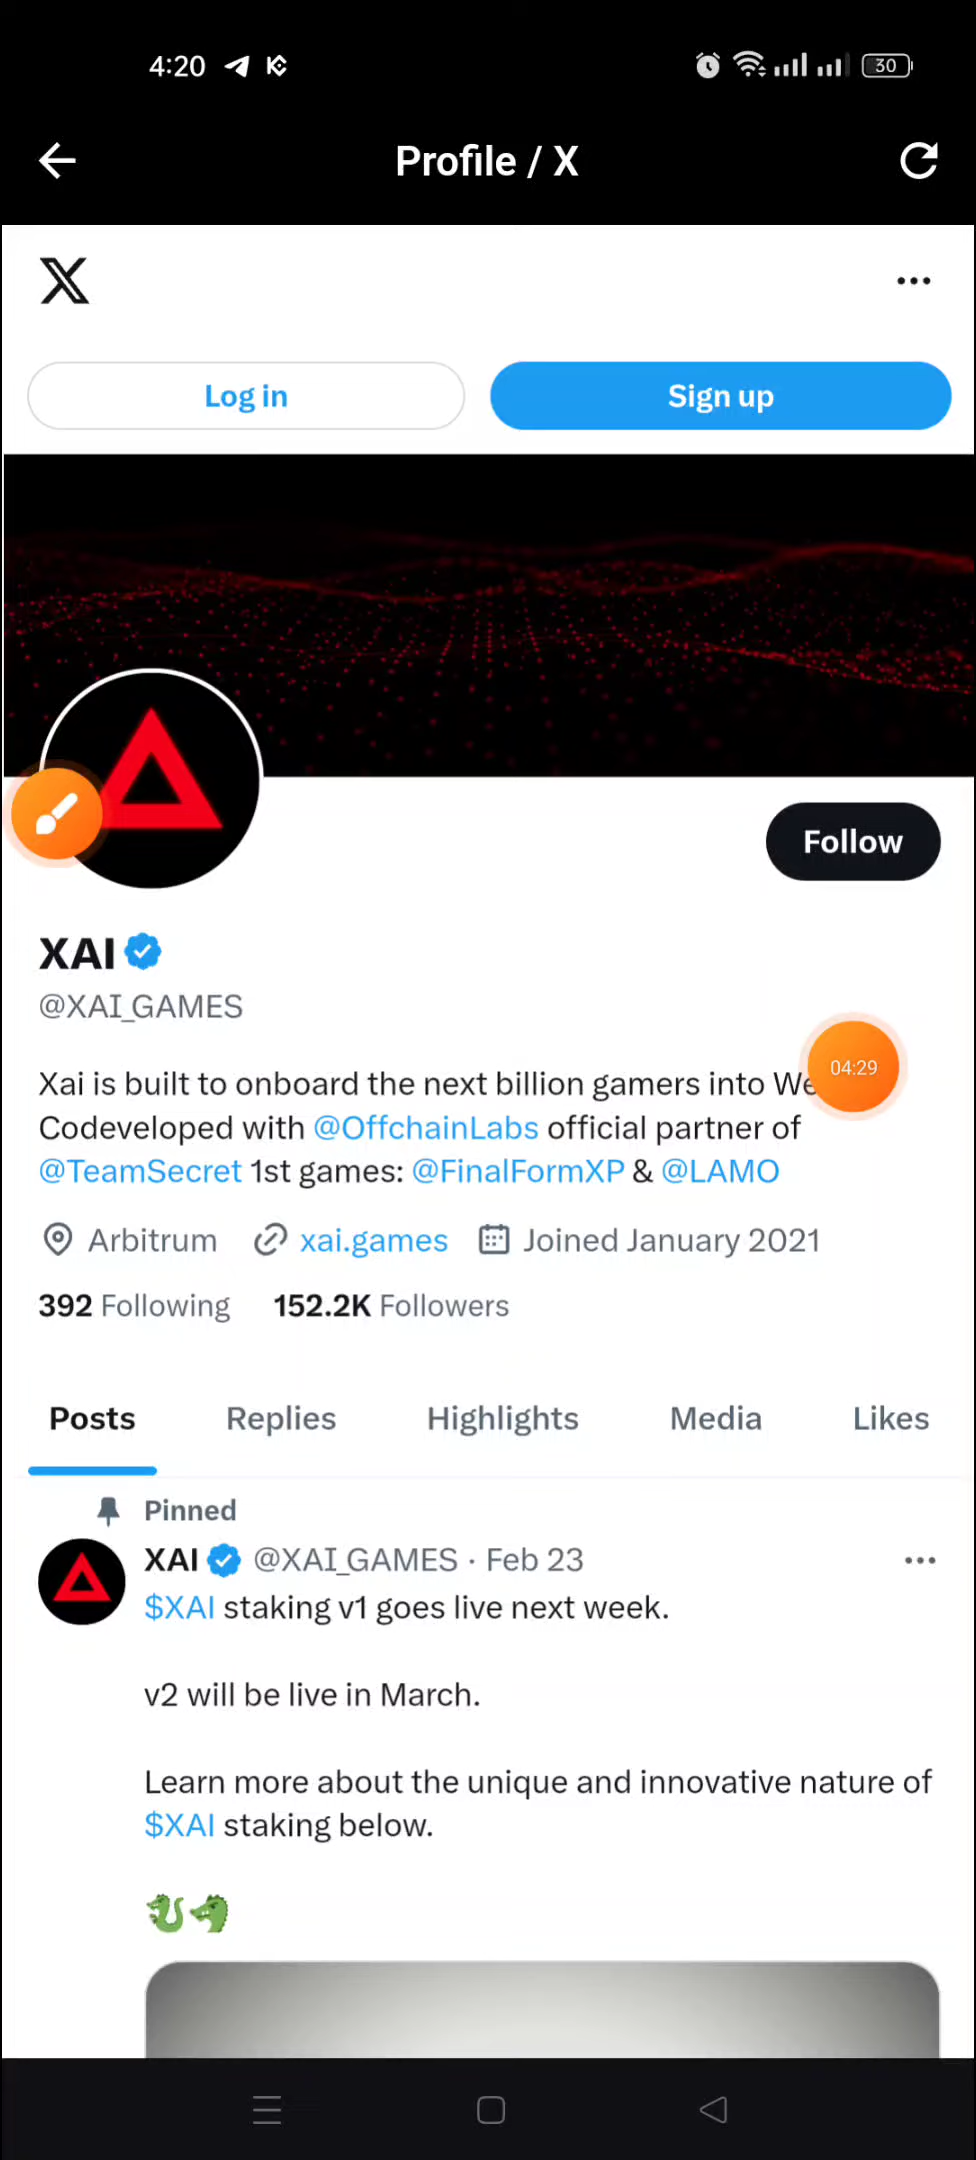 4:20
30
Profile / X
Log in
Sign up
Follow
XAI
@XAI_GAMES
04:29
Xai is built to onboard the next billion gamers into
Codeveloped with @OffchainLabs official partner of
@TeamSecret 1st games: @FinalFormXP & @LAMO
Arbitrum xai.games Joined January 2021
392 Following 152.2K Followers
Posts Replies Highlights Media Likes
Pinned
XAI @XAI_GAMES · Feb 23
$XAI staking v1 goes live next week.
v2 will be live in March.
Learn more about the unique and innovative nature of
$XAI staking below.